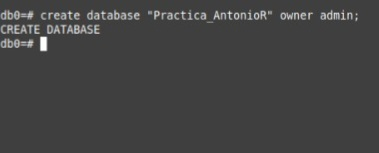 db0=# create database "Practica_AntonioR" owner admin;
CREATE DATABASE
db0=#